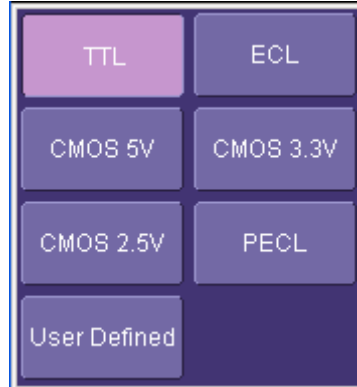 TTL
ECL
CMOS 5V
CMOS 3.3V
CMOS 2.5V
PECL
User Defined